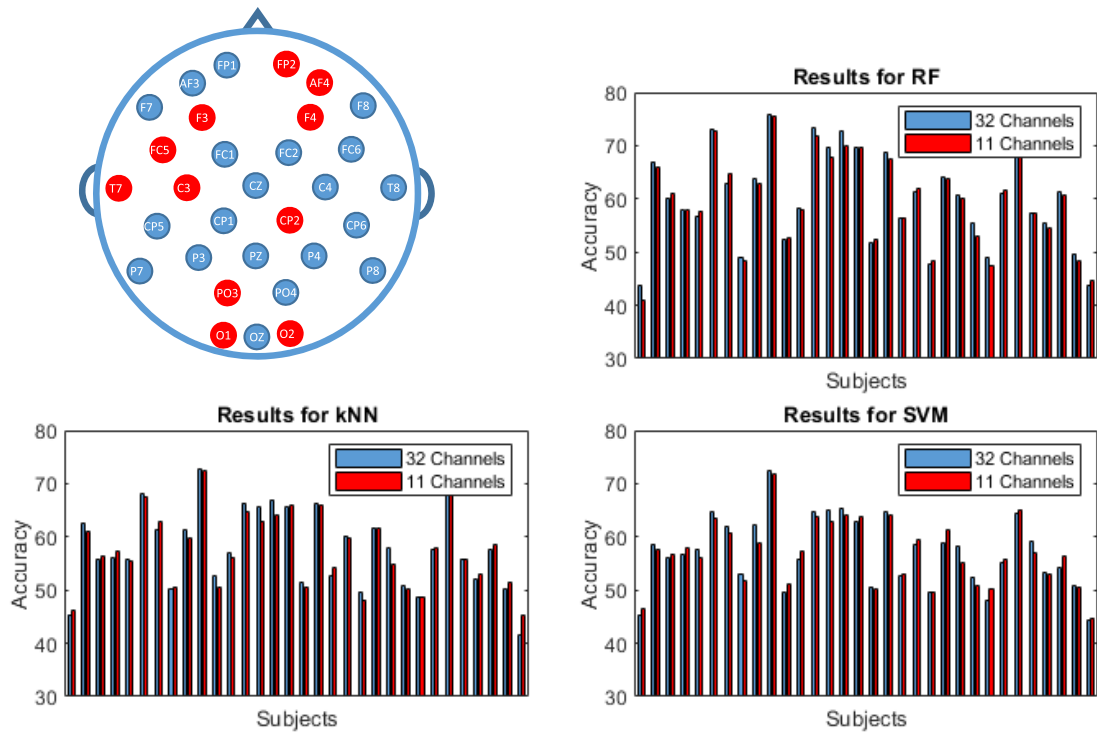 FP1 FP2
AF3 AF4
F7 F3 F4 F8
FC5 FC1 FC2 FC6
T7 C3 CZ C4 T8
CP5 CP1 CP2 CP6
P7 P3 PZ P4 P8
PO3 PO4
O1 OZ O2
Results for RF
80
70
60
50
40
30
Accuracy
Subjects
32 Channels
11 Channels
Results for kNN
80
70
60
50
40
30
Accuracy
Subjects
32 Channels
11 Channels
Results for SVM
80
70
60
50
40
30
Accuracy
Subjects
32 Channels
11 Channels